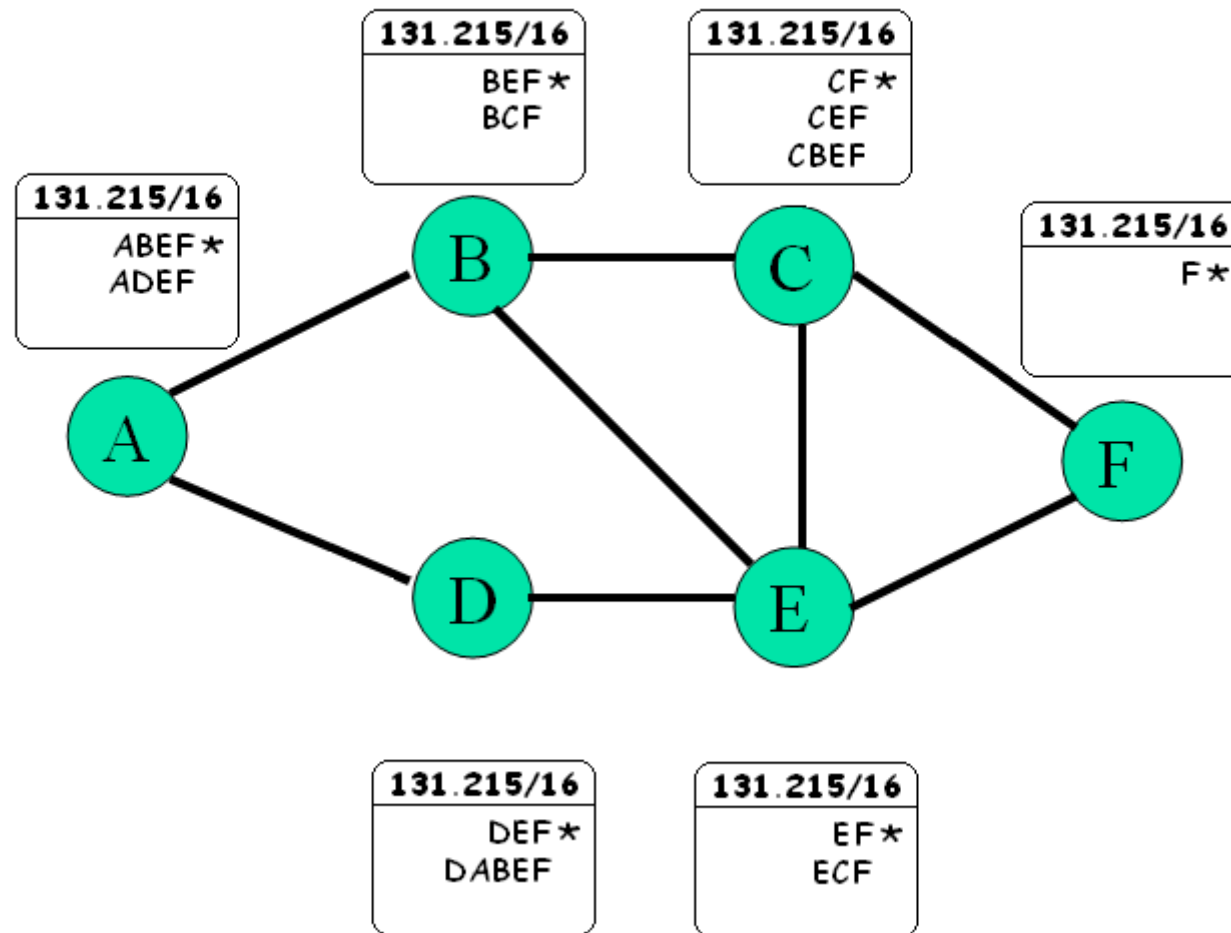 131.215/16
BEF*
BCF
131.215/16
CF*
CEF
CBEF
131.215/16
ABEF*
ADEF
131.215/16
F*
B
C
A
F
D
E
131.215/16
DEF*
DABEF
131.215/16
EF*
ECF